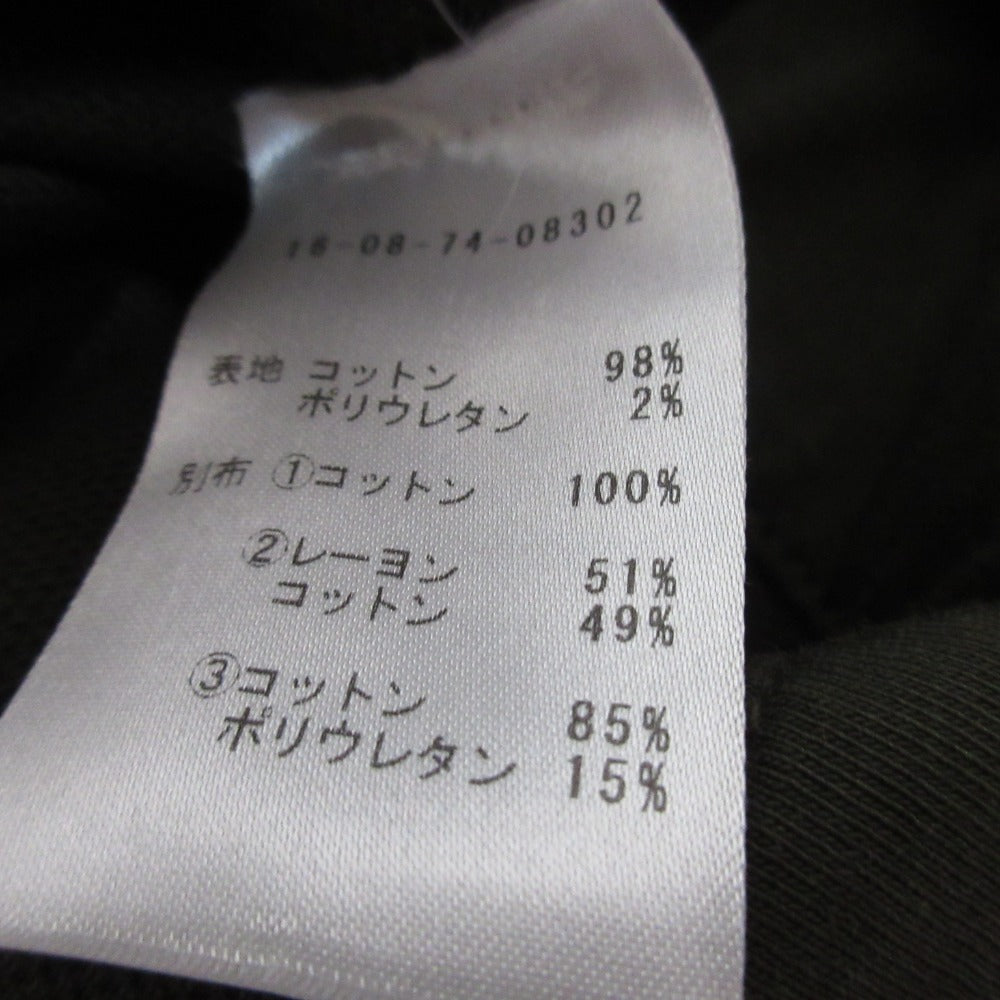 16-08-74-08302
表地 コットン 98%
ポリウレタン 2%
別布 ①コットン 100%
②レーヨン 51%
コットン 49%
③コットン 85%
ポリウレタン 15%